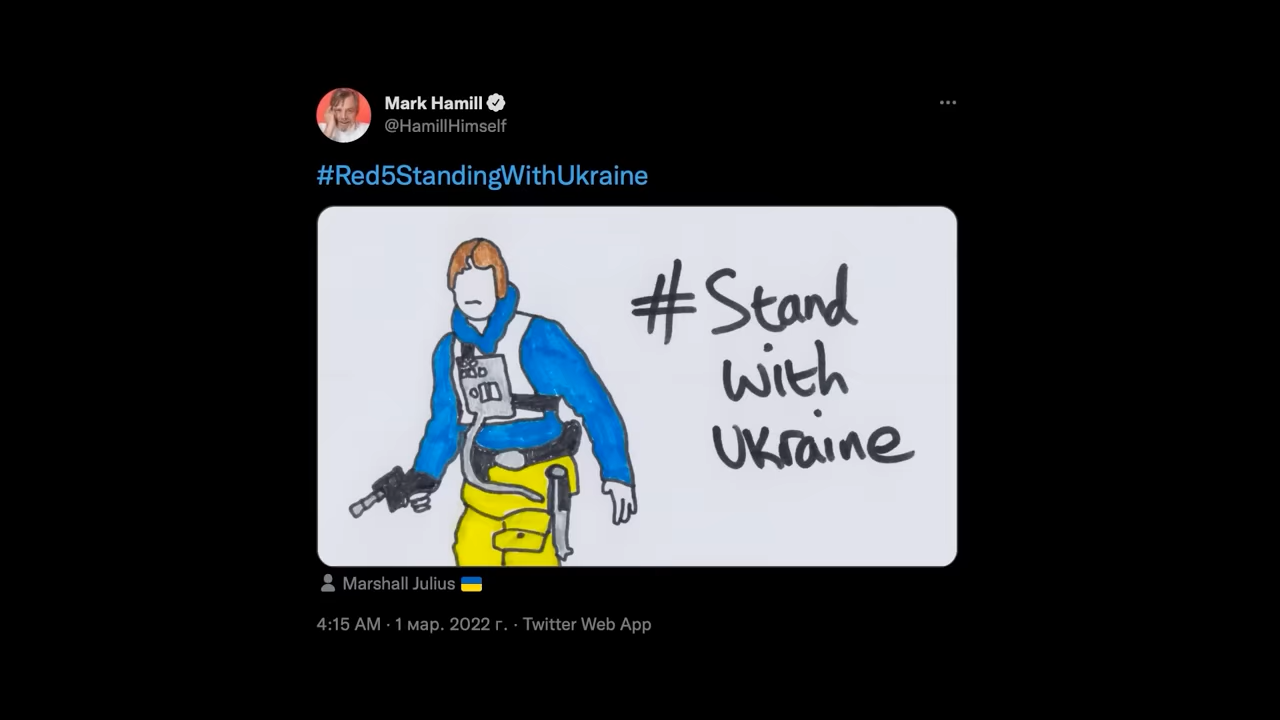 Mark Hamill
@HamillHimself
#Red5StandingWithUkraine
#Stand
with
Ukraine
Marshall Julius
4:15 AM · 1 мар. 2022 г. · Twitter Web App